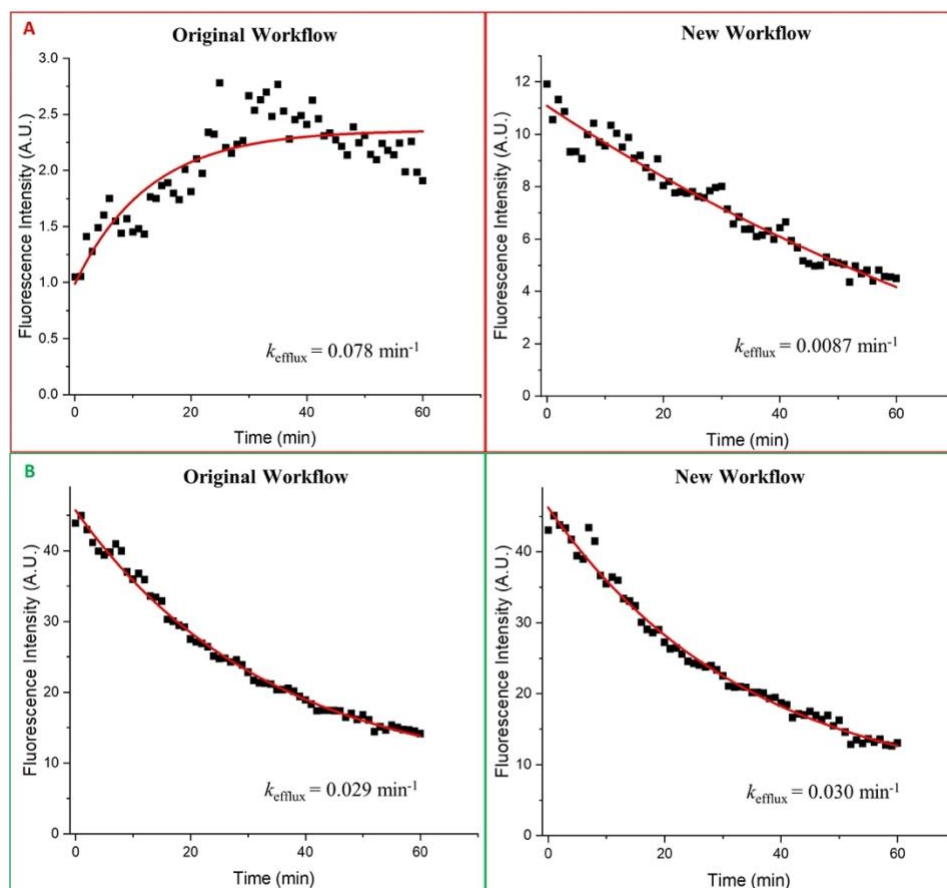 A
Original Workflow
Fluorescence Intensity (A.U.)
3.0
2.5
2.0
1.5
1.0
0.5
0.0
k_efflux = 0.078 min⁻¹
0 20 40 60
Time (min)
New Workflow
Fluorescence Intensity (A.U.)
12
10
8
6
4
2
0
k_efflux = 0.0087 min⁻¹
0 20 40 60
Time (min)
B
Original Workflow
Fluorescence Intensity (A.U.)
40
30
20
10
0
k_efflux = 0.029 min⁻¹
0 20 40 60
Time (min)
New Workflow
Fluorescence Intensity (A.U.)
40
30
20
10
0
k_efflux = 0.030 min⁻¹
0 20 40 60
Time (min)